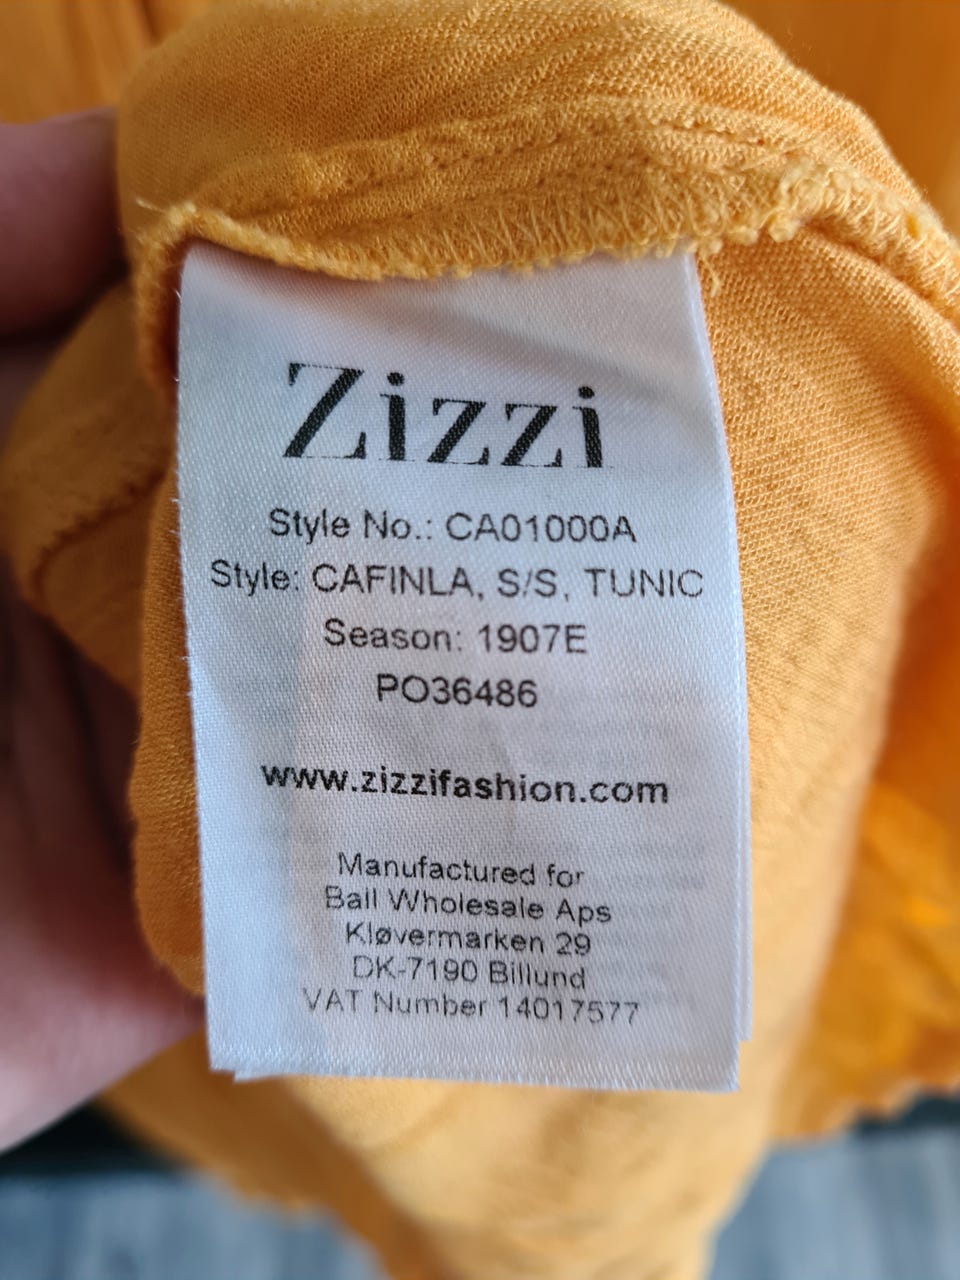 Zizzi
Style No.: CA01000A
Style: CAFINLA, S/S, TUNIC
Season: 1907E
PO36486
www.zizzifashion.com
Manufactured for
Ball Wholesale Aps
Kløvermarken 29
DK-7190 Billund
VAT Number 14017577